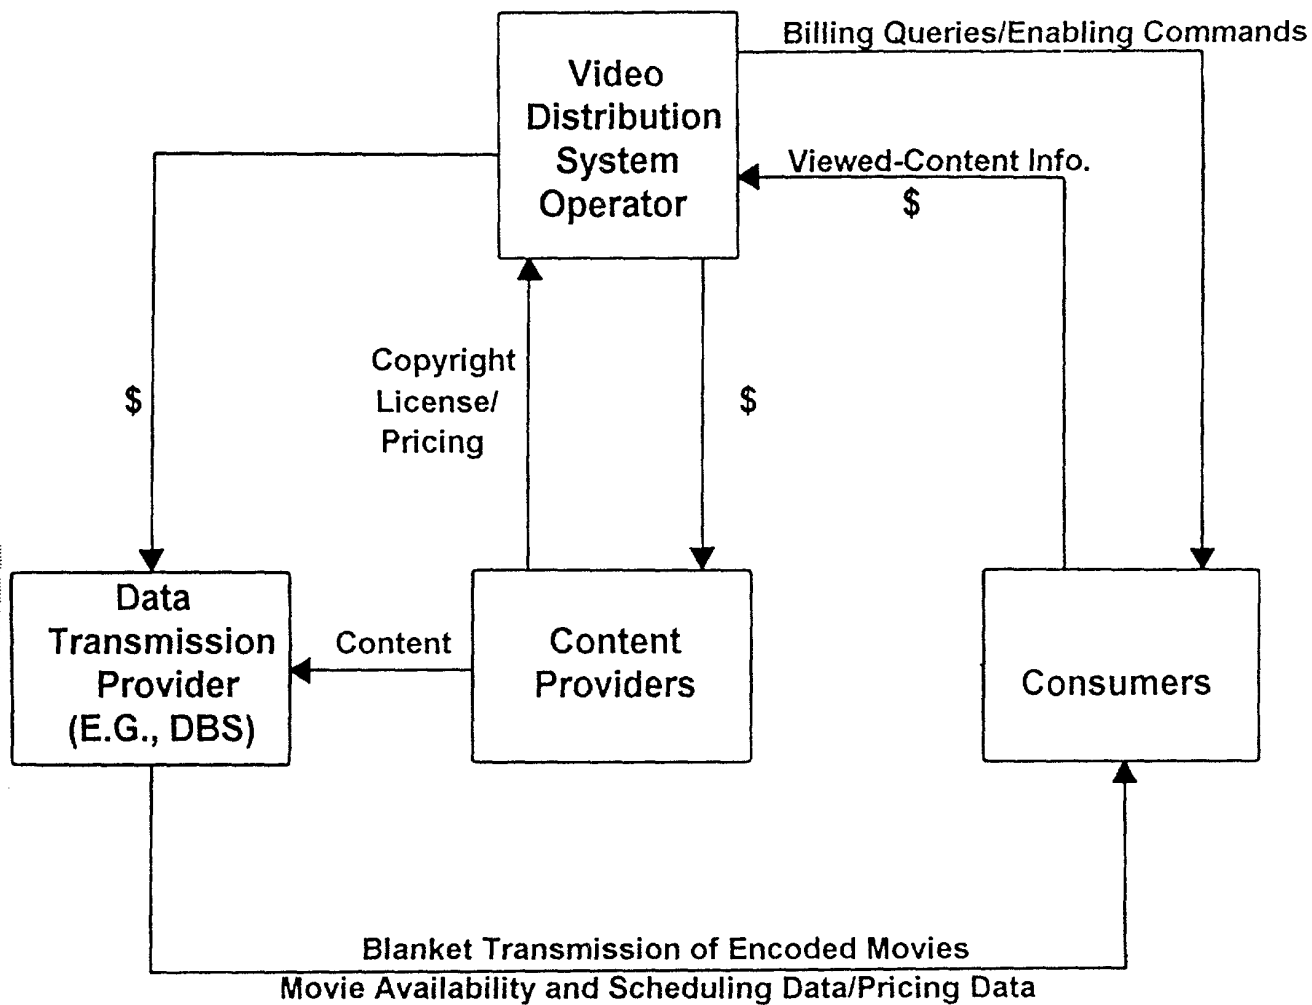 Billing Queries/Enabling Commands
Video
Distribution
System
Operator
Viewed-Content Info.
$
Copyright
License/
Pricing
$
$
Data
Transmission
Provider
(E.G., DBS)
Content
Content
Providers
Consumers
Blanket Transmission of Encoded Movies
Movie Availability and Scheduling Data/Pricing Data